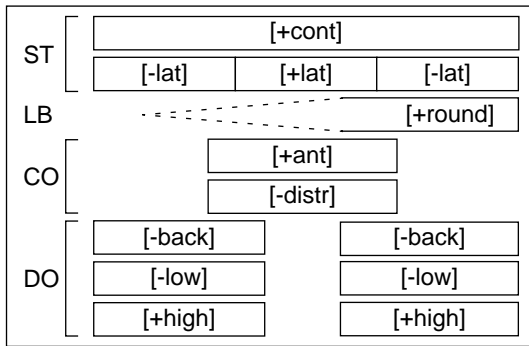 ST [+cont]
[-lat] [+lat] [-lat]
LB [+round]
CO [+ant]
[-distr]
DO [-back] [-back]
[-low] [-low]
[+high] [+high]